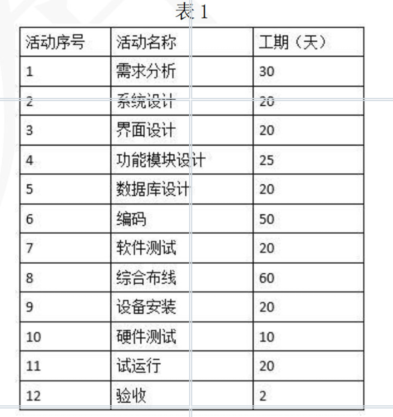 表1
活动序号 活动名称 工期（天）
1 需求分析 30
2 系统设计 20
3 界面设计 20
4 功能模块设计 25
5 数据库设计 20
6 编码 50
7 软件测试 20
8 综合布线 60
9 设备安装 20
10 硬件测试 10
11 试运行 20
12 验收 2